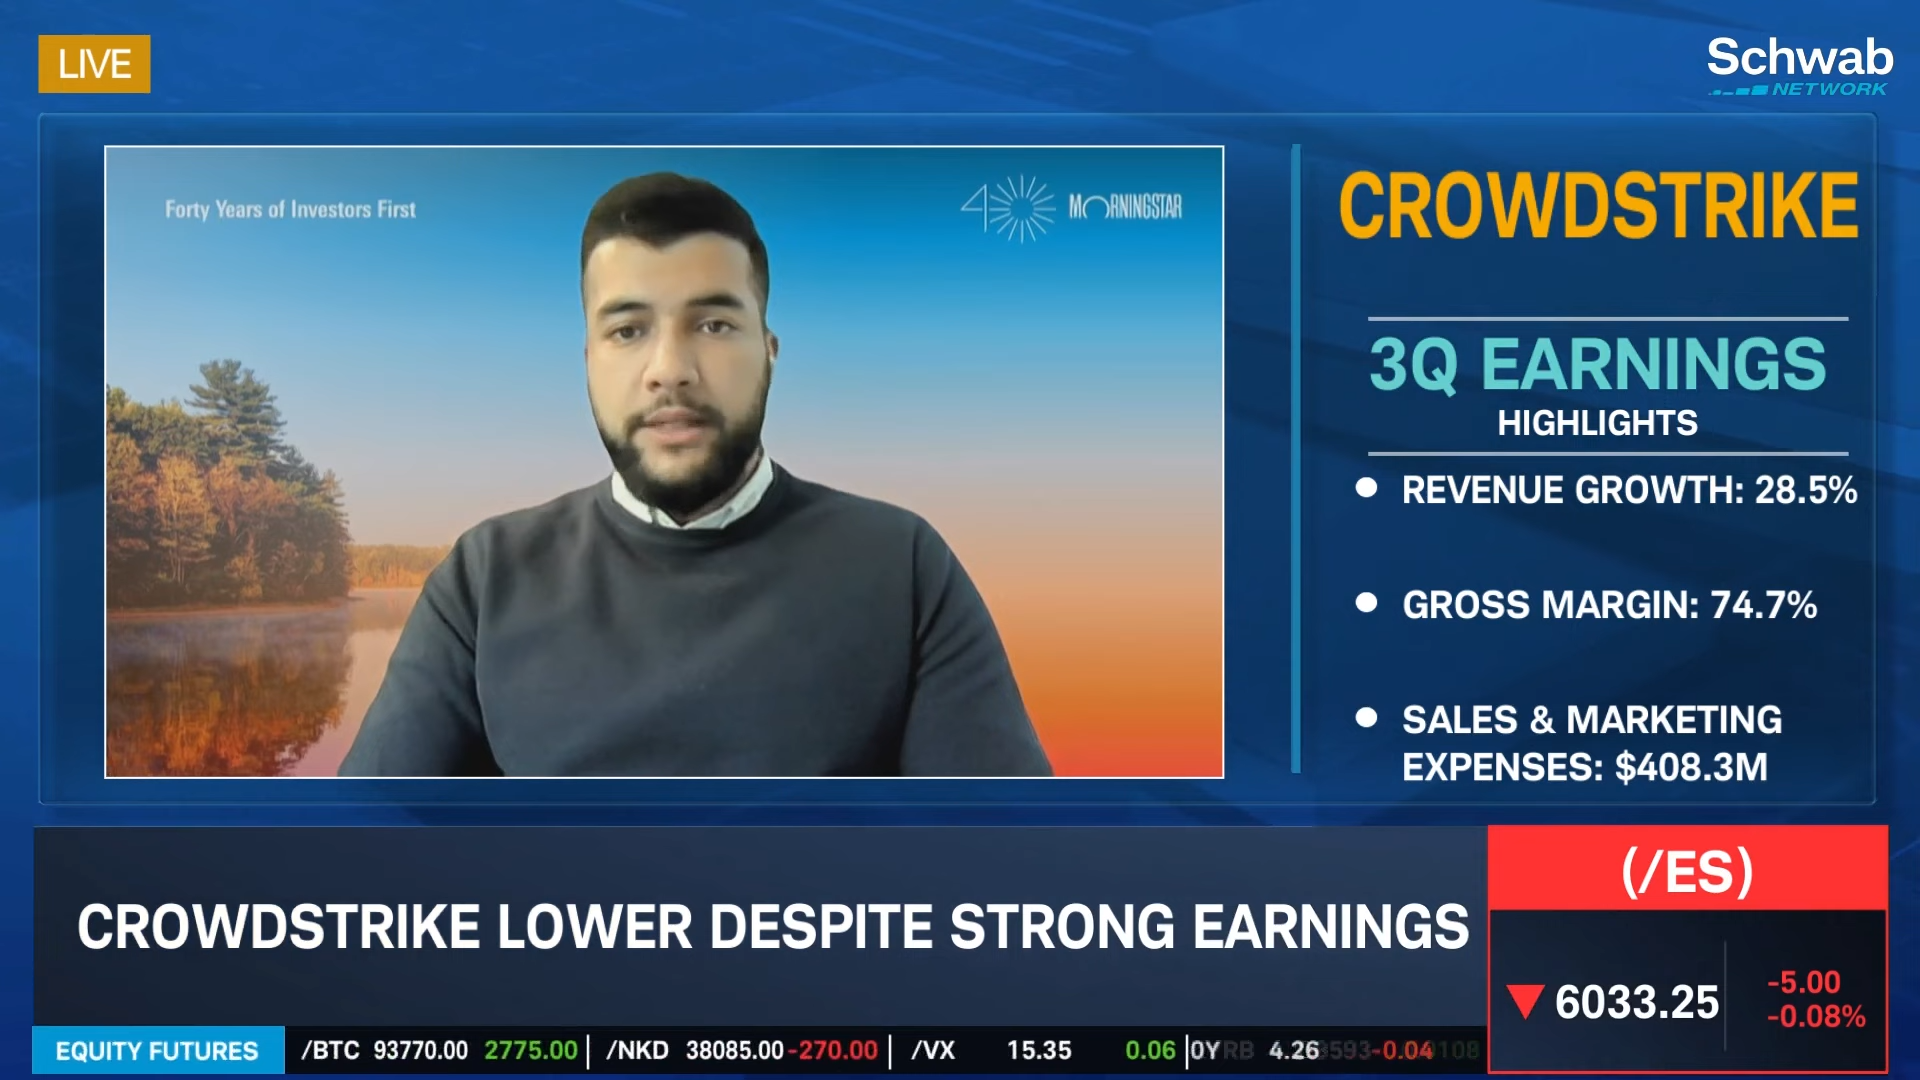 LIVE
Schwab
NETWORK
Forty Years of Investors First
40 MORNINGSTAR
CROWDSTRIKE
3Q EARNINGS
HIGHLIGHTS
• REVENUE GROWTH: 28.5%
• GROSS MARGIN: 74.7%
• SALES & MARKETING
EXPENSES: $408.3M
CROWDSTRIKE LOWER DESPITE STRONG EARNINGS
(/ES)
▼ 6033.25
-5.00
-0.08%
EQUITY FUTURES /BTC 93770.00 2775.00 | /NKD 38085.00 -270.00 | /VX 15.35 0.06 | 4.26 -0.04